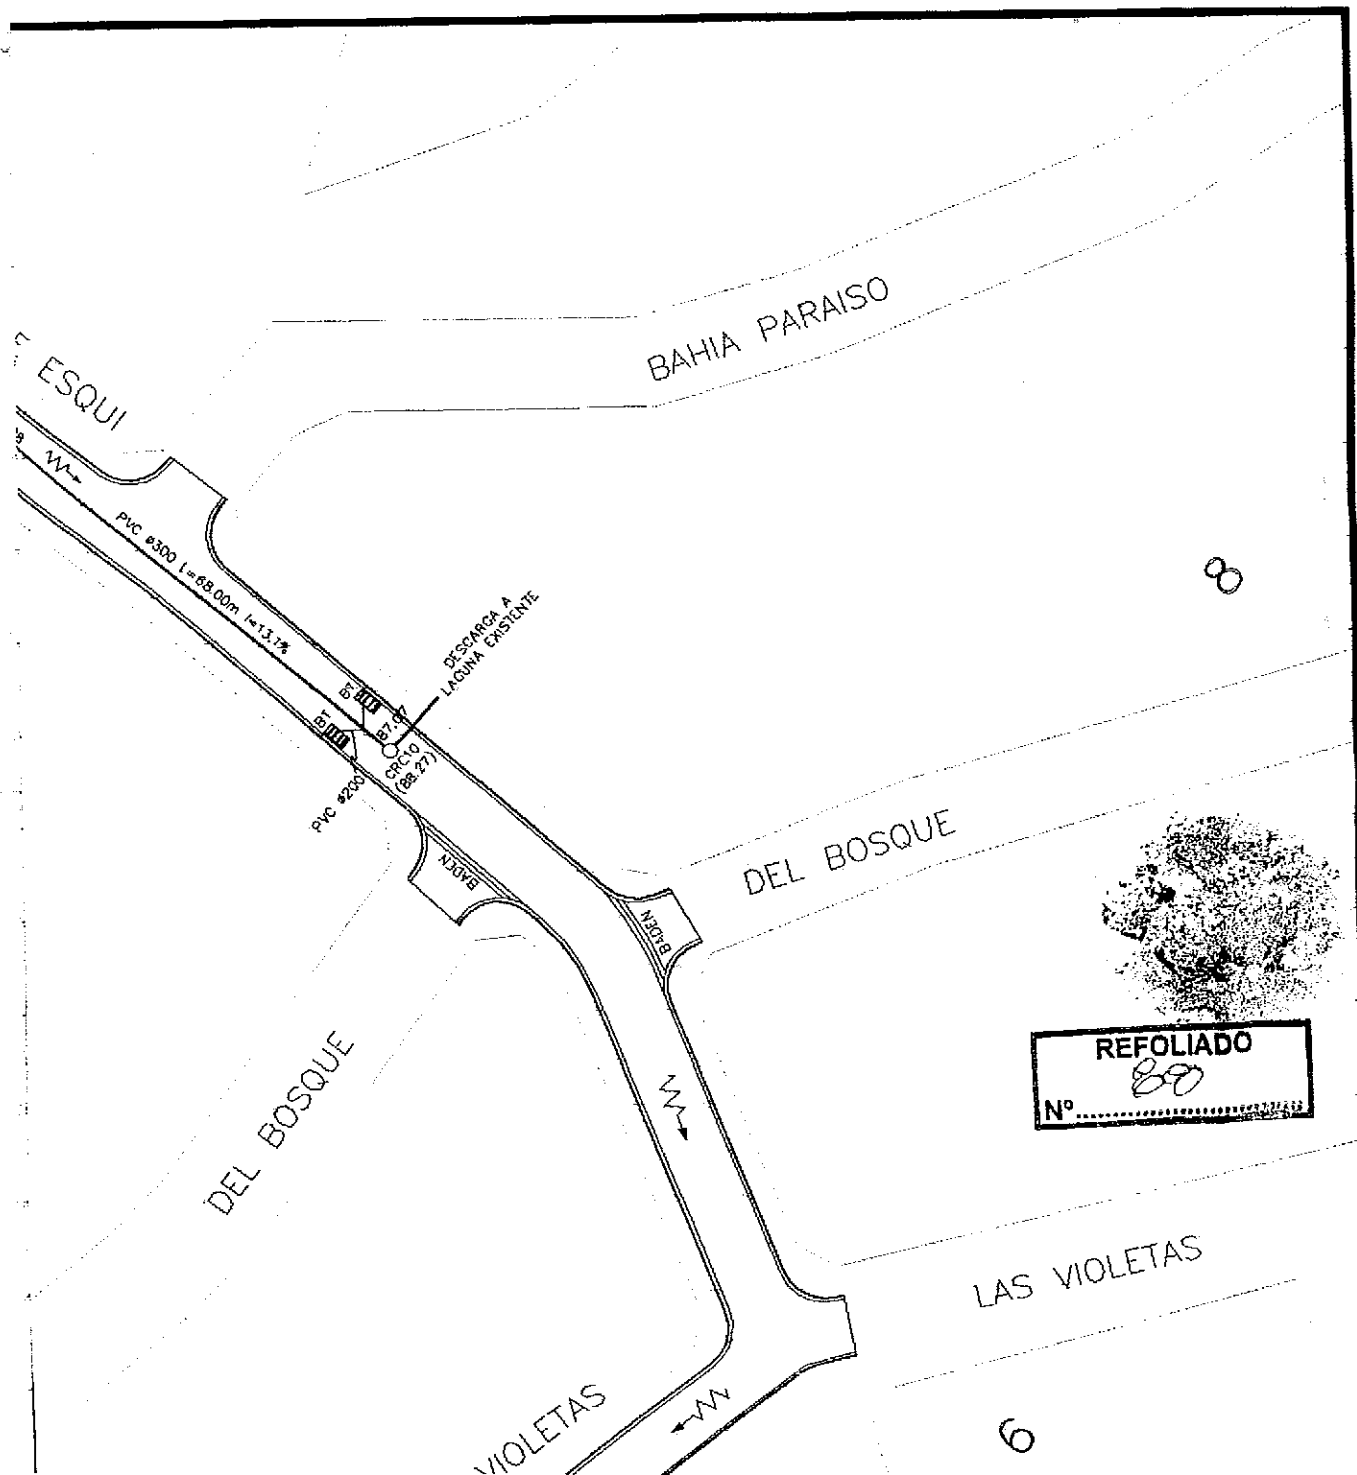 BAHIA PARAISO
ESQUI
8
PVC ø300 L=68.00m i=13.1%
DESCARGA A
LAGUNA EXISTENTE
BT
BT
87.07
CRC10
(88.27)
PVC ø200
BADEN
BADEN
DEL BOSQUE
REFOLIADO
Nº
DEL BOSQUE
LAS VIOLETAS
VIOLETAS
6